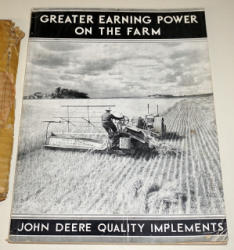 GREATER EARNING POWER
ON THE FARM
JOHN DEERE QUALITY IMPLEMENTS